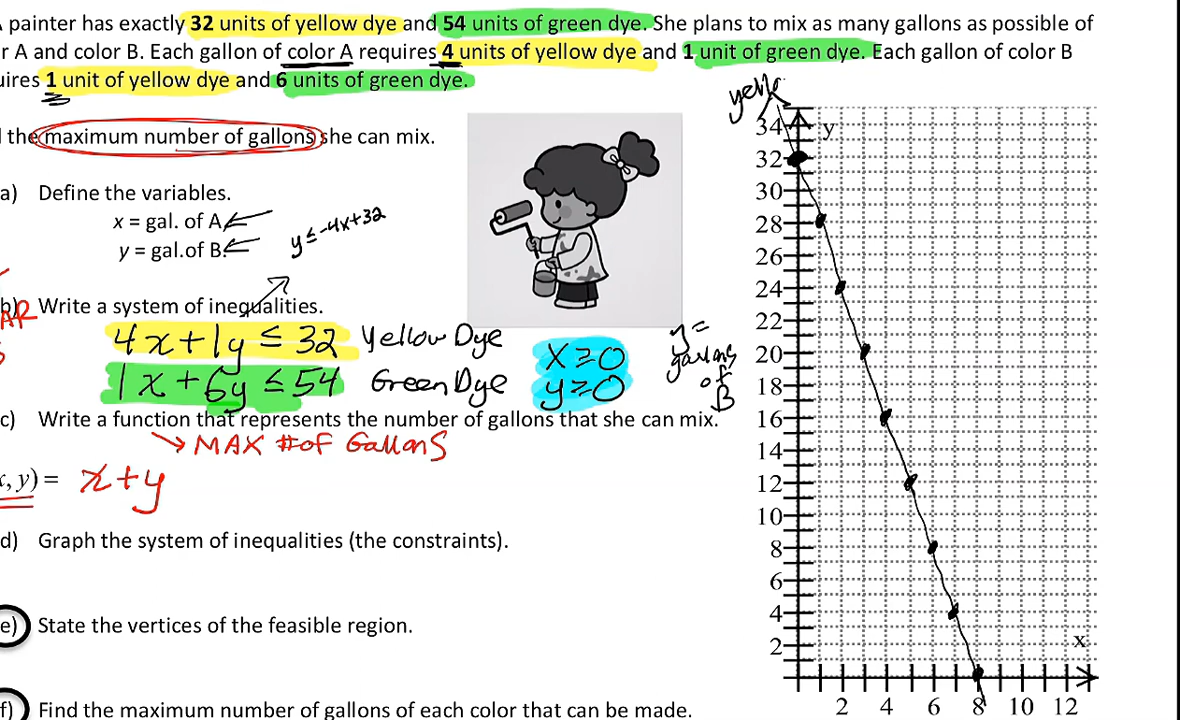 painter has exactly 32 units of yellow dye and 54 units of green dye. She plans to mix as many gallons as possible of
r A and color B. Each gallon of color A requires 4 units of yellow dye and 1 unit of green dye. Each gallon of color B
uires 1 unit of yellow dye and 6 units of green dye.
the maximum number of gallons she can mix.
a) Define the variables.
x = gal. of A
y = gal.of B.
y ≤ -4x+32
b) Write a system of inequalities.
AR
S
4x+1y ≤ 32 Yellow Dye
1x+6y ≤ 54 Green Dye
x ≥ 0
y ≥ 0
c) Write a function that represents the number of gallons that she can mix.
MAX # of Gallons
x, y) = x+y
d) Graph the system of inequalities (the constraints).
e) State the vertices of the feasible region.
f) Find the maximum number of gallons of each color that can be made.
yello
y
34
32
30
28
26
24
22
20
18
16
14
12
10
8
6
4
2
y=
gallons
of
B
x
2 4 6 8 10 12